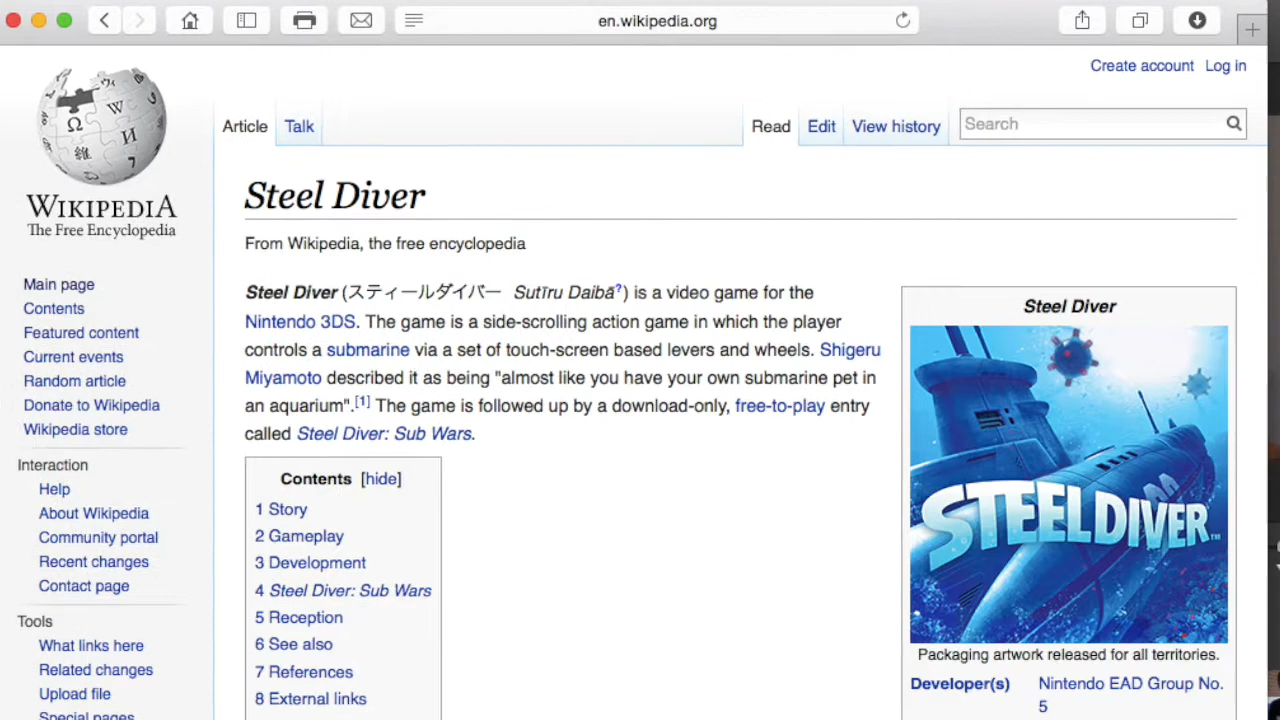 en.wikipedia.org
Create account Log in
Article Talk Read Edit View history Search
WIKIPEDIA
The Free Encyclopedia
Main page
Contents
Featured content
Current events
Random article
Donate to Wikipedia
Wikipedia store
Interaction
Help
About Wikipedia
Community portal
Recent changes
Contact page
Tools
What links here
Related changes
Upload file
Special pages
Steel Diver
From Wikipedia, the free encyclopedia
Steel Diver (スティールダイバー Sutīru Daibā?) is a video game for the
Nintendo 3DS. The game is a side-scrolling action game in which the player
controls a submarine via a set of touch-screen based levers and wheels. Shigeru
Miyamoto described it as being "almost like you have your own submarine pet in
an aquarium".[1] The game is followed up by a download-only, free-to-play entry
called Steel Diver: Sub Wars.
Contents [hide]
1 Story
2 Gameplay
3 Development
4 Steel Diver: Sub Wars
5 Reception
6 See also
7 References
8 External links
Steel Diver
STEEL DIVER™
Packaging artwork released for all territories.
Developer(s) Nintendo EAD Group No.
5